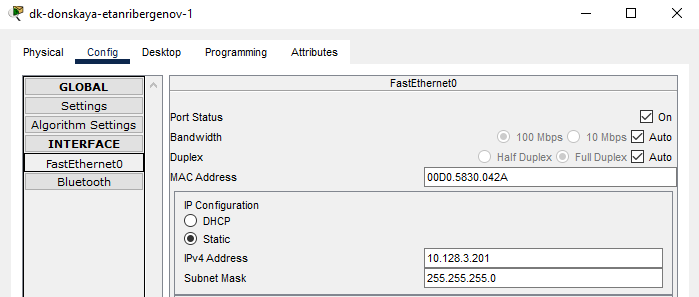 dk-donskaya-etanribergenov-1
Physical Config Desktop Programming Attributes
GLOBAL
Settings
Algorithm Settings
INTERFACE
FastEthernet0
Bluetooth
FastEthernet0
Port Status On
Bandwidth 100 Mbps 10 Mbps Auto
Duplex Half Duplex Full Duplex Auto
MAC Address 00D0.5830.042A
IP Configuration
DHCP
Static
IPv4 Address 10.128.3.201
Subnet Mask 255.255.255.0